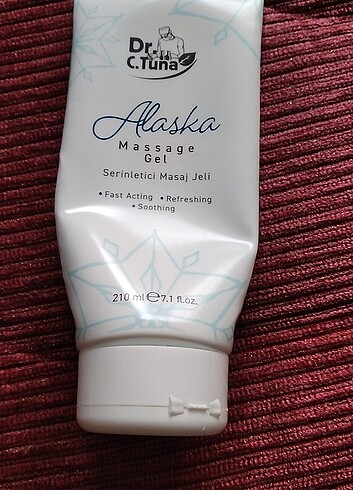 Dr.
C.Tuna
Alaska
Massage
Gel
Serinletici Masaj Jeli
• Fast Acting • Refreshing
• Soothing
210 ml ℮ 7.1 fl.oz.